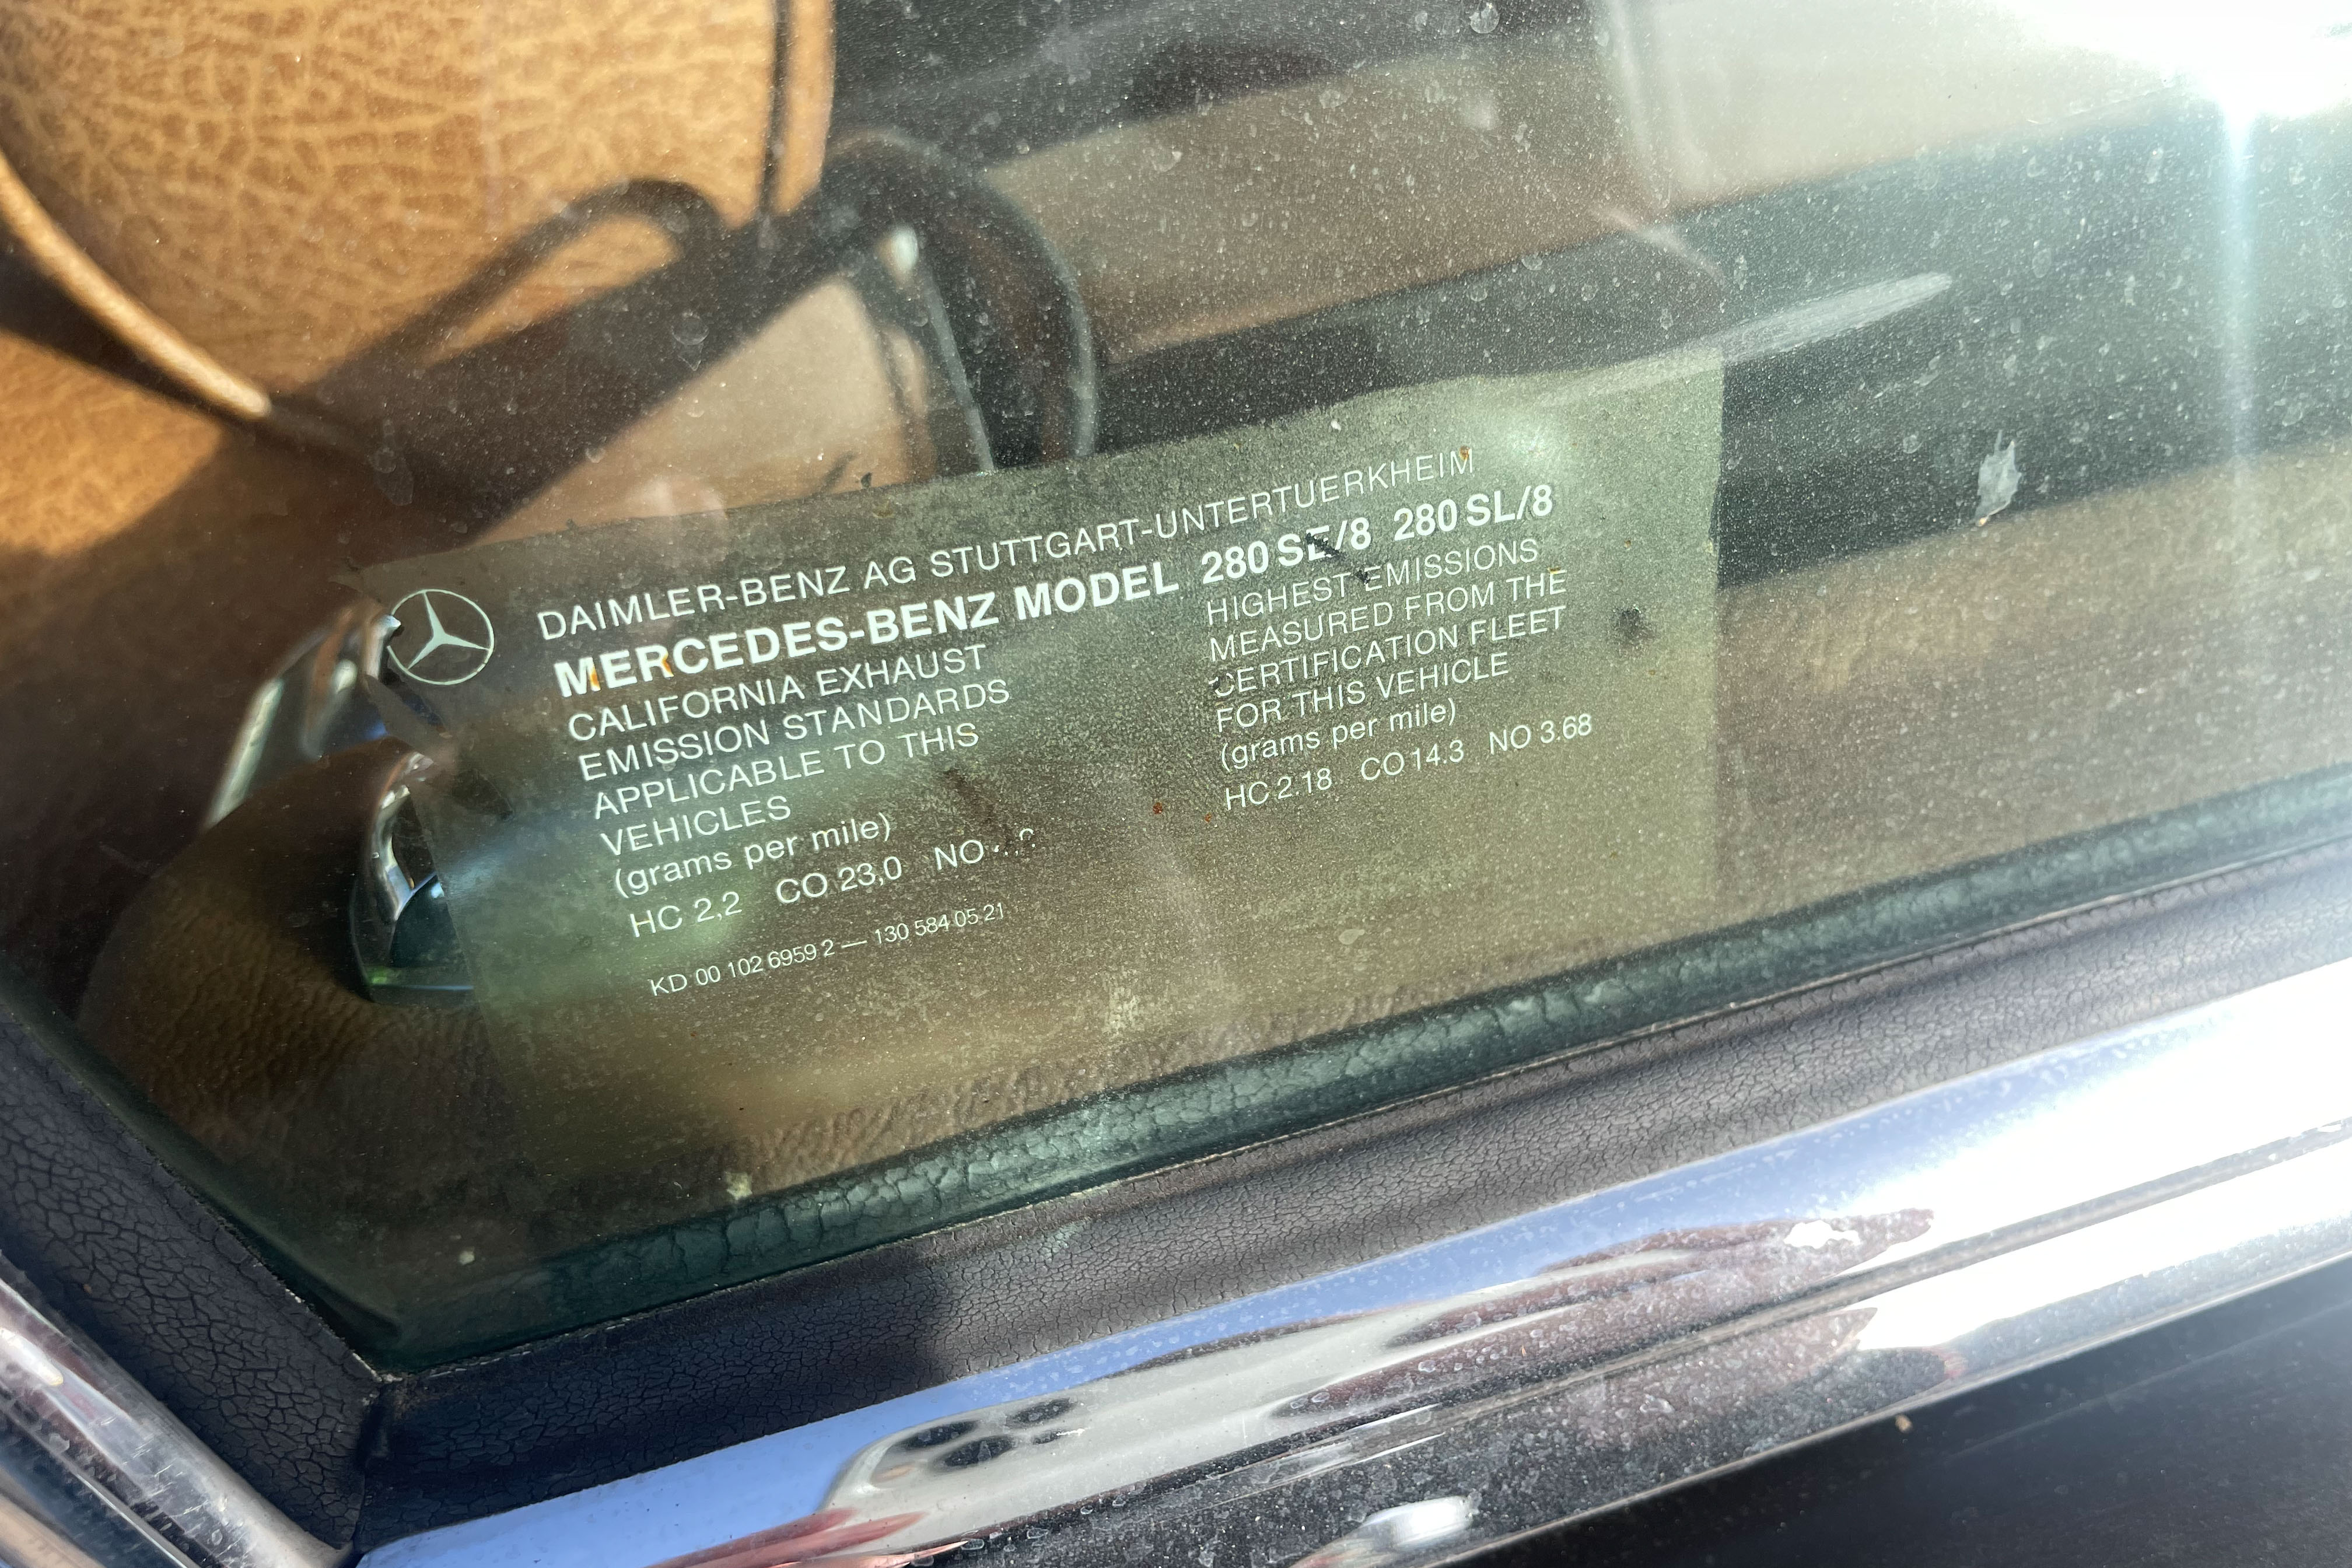 DAIMLER-BENZ AG STUTTGART-UNTERTUERKHEIM
MERCEDES-BENZ MODEL 280 SE/8 280 SL/8
CALIFORNIA EXHAUST
EMISSION STANDARDS
APPLICABLE TO THIS
VEHICLES
(grams per mile)
HC 2,2 CO 23,0 NO
KD 00 102 6959 2 — 130 584 05 21
HIGHEST EMISSIONS
MEASURED FROM THE
CERTIFICATION FLEET
FOR THIS VEHICLE
(grams per mile)
HC 2.18 CO 14.3 NO 3.68